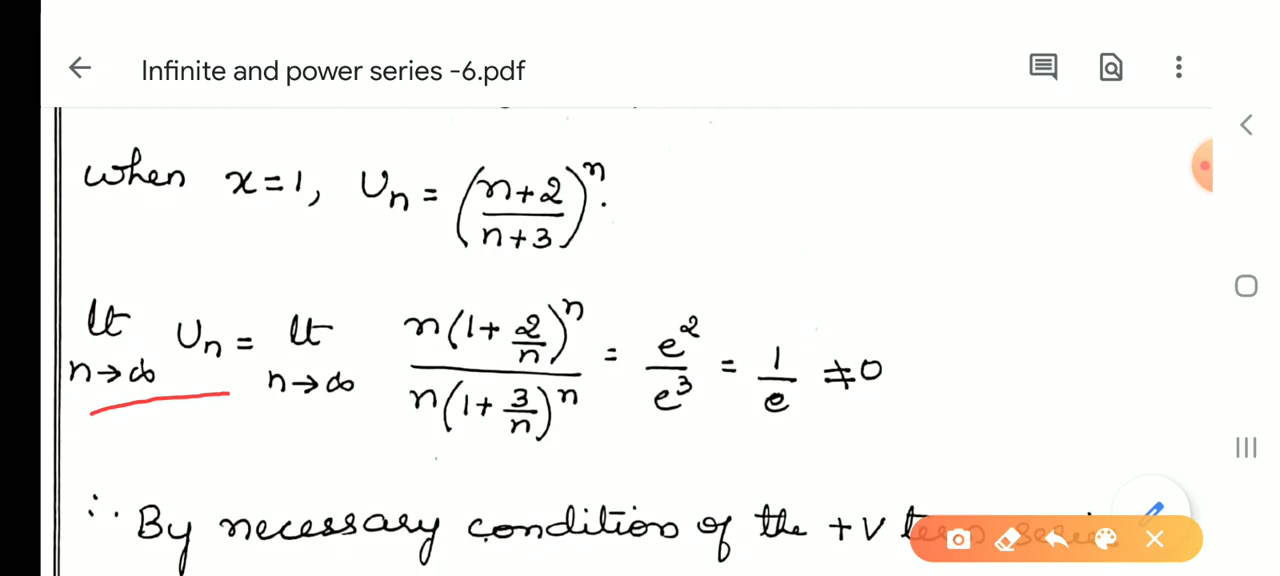 Infinite and power series -6.pdf
when x=1, Un = (n+2/n+3)^n.
lt n→∞ Un = lt n→∞ n(1+2/n)^n / n(1+3/n)^n = e^2/e^3 = 1/e ≠0
∴ By necessary condition of the +v